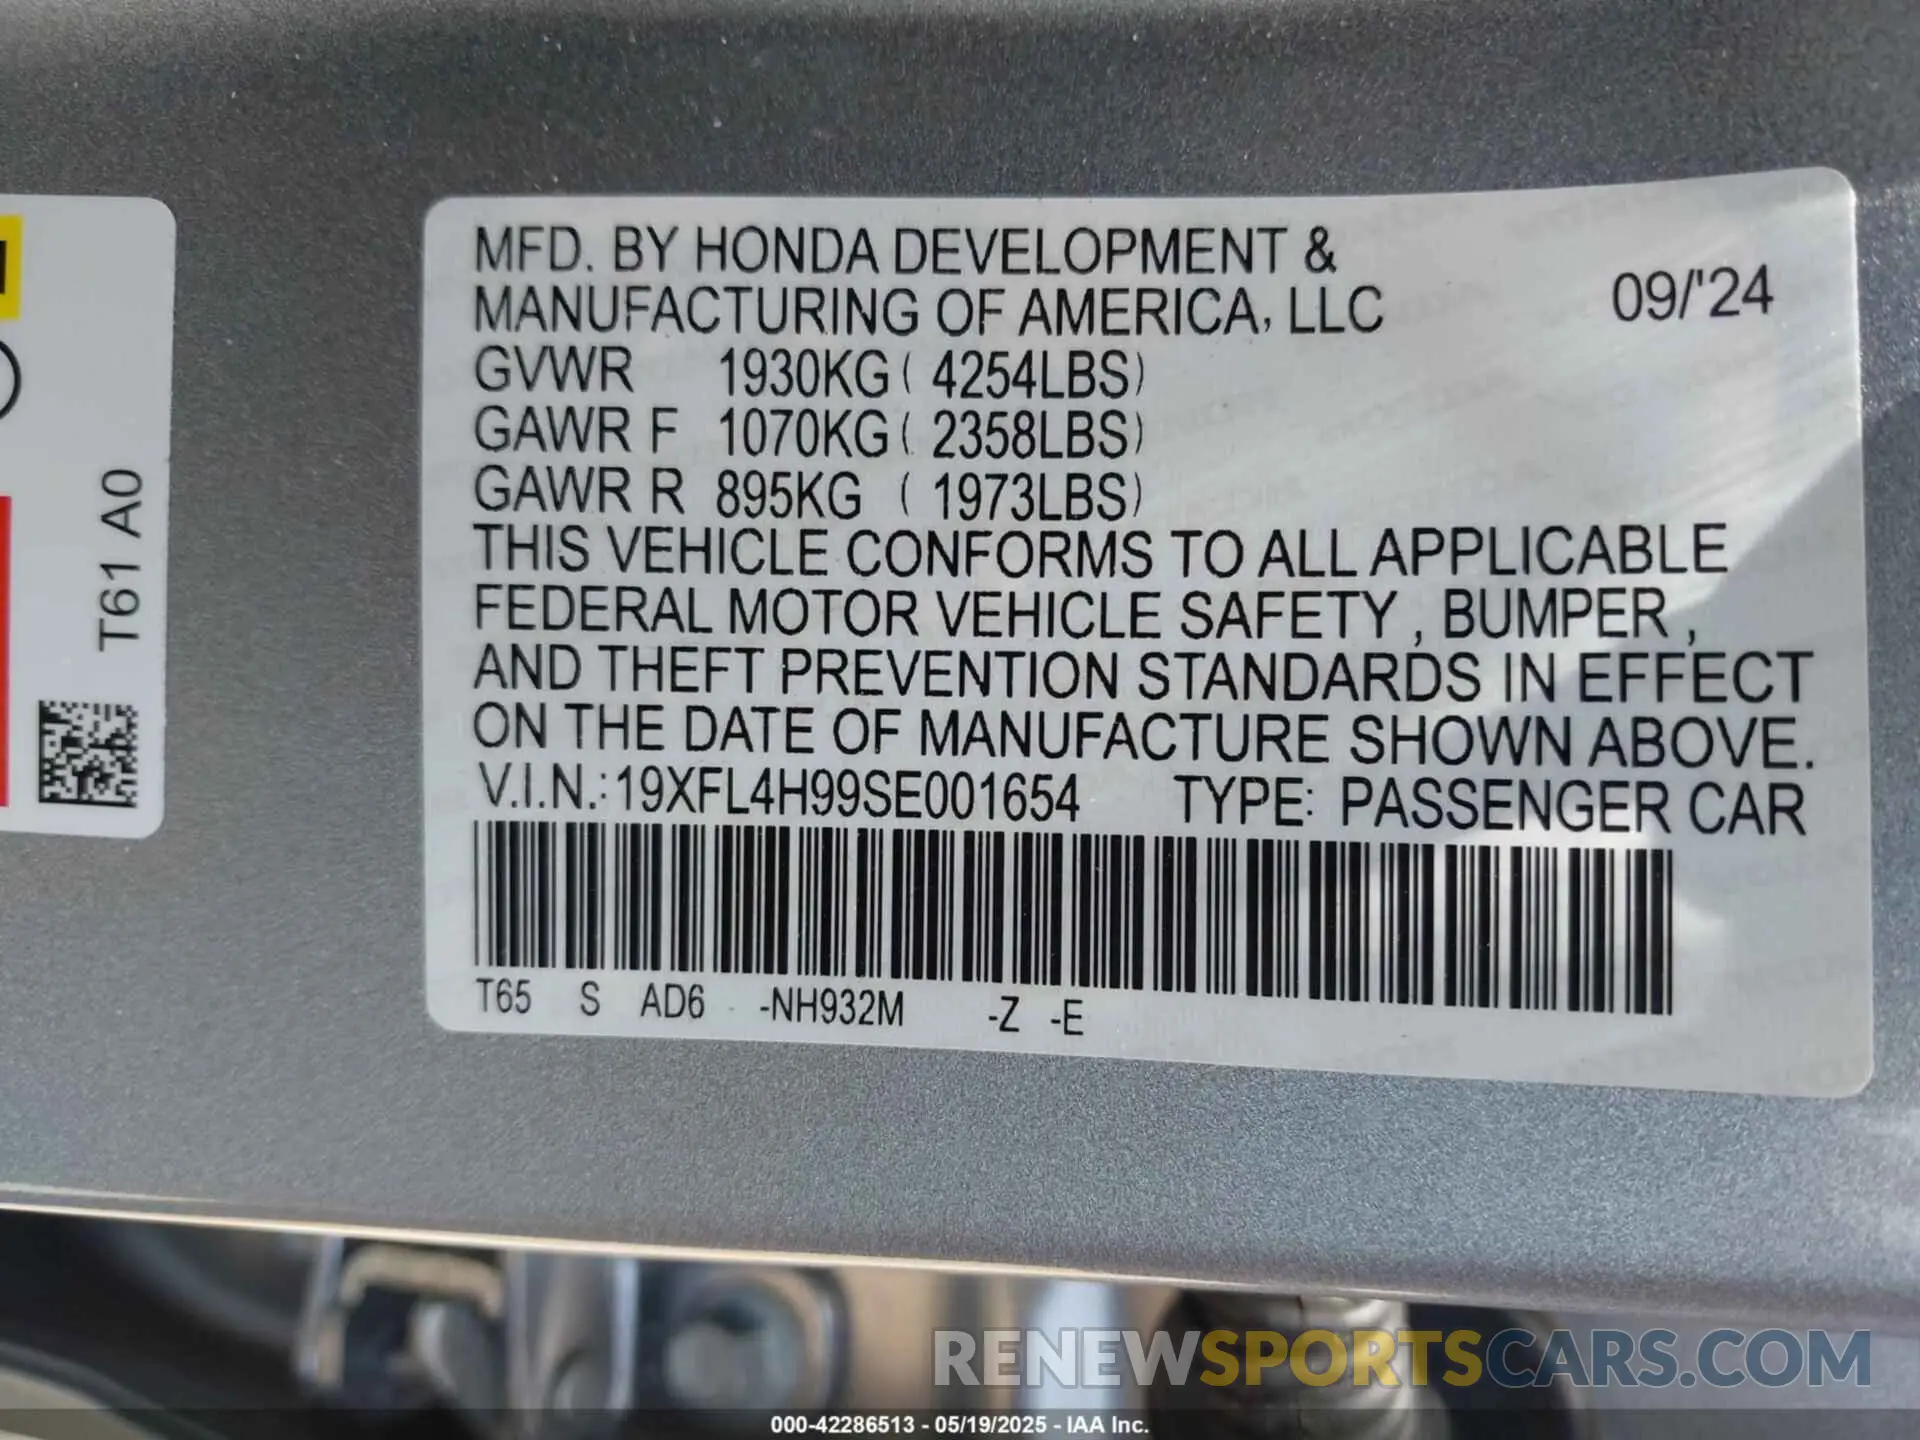 MFD. BY HONDA DEVELOPMENT &
MANUFACTURING OF AMERICA, LLC
09/'24
GVWR 1930KG ( 4254LBS)
GAWR F 1070KG ( 2358LBS)
GAWR R 895KG ( 1973LBS)
THIS VEHICLE CONFORMS TO ALL APPLICABLE
FEDERAL MOTOR VEHICLE SAFETY , BUMPER ,
AND THEFT PREVENTION STANDARDS IN EFFECT
ON THE DATE OF MANUFACTURE SHOWN ABOVE.
V.I.N.: 19XFL4H99SE001654 TYPE: PASSENGER CAR
T65 S AD6 -NH932M -Z -E
T61 A0
RENEWSPORTSCARS.COM
000-42286513 - 05/19/2025 - IAA Inc.